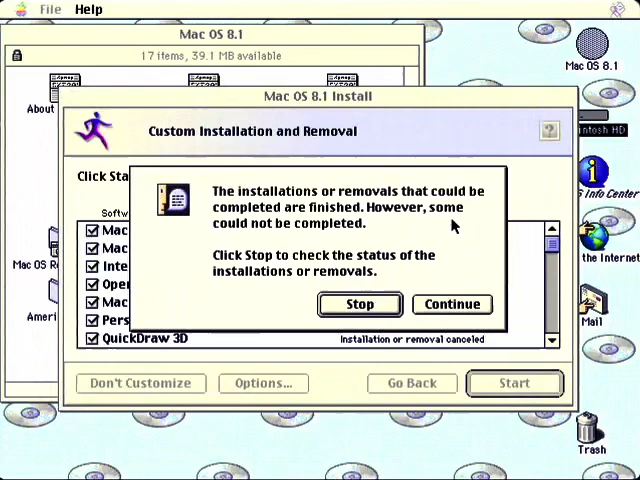 File Help
Mac OS 8.1
17 items, 39.1 MB available
Mac OS 8.1
About
Mac OS 8.1 Install
Custom Installation and Removal
?
intosh HD
Click Sta
The installations or removals that could be
completed are finished. However, some
could not be completed.
Click Stop to check the status of the
installations or removals.
Stop Continue
Softw
Mac
Mac
Inte
Ope
Mac
Pers
QuickDraw 3D Installation or removal canceled
Mac OS R
Ameri
S Info Center
the Internet
Mail
Don't Customize Options... Go Back Start
Trash